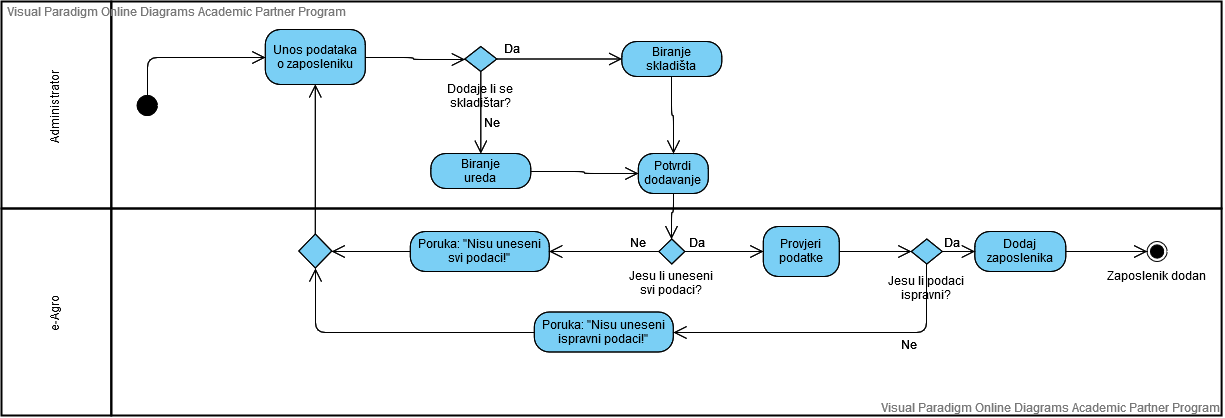 Visual Paradigm Online Diagrams Academic Partner Program
Administrator
Unos podataka
o zaposleniku
Da
Dodaje li se
skladištar?
Ne
Biranje
skladišta
Biranje
ureda
Potvrdi
dodavanje
e-Agro
Poruka: "Nisu uneseni
svi podaci!"
Ne
Da
Jesu li uneseni
svi podaci?
Provjeri
podatke
Da
Jesu li podaci
ispravni?
Dodaj
zaposlenika
Zaposlenik dodan
Poruka: "Nisu uneseni
ispravni podaci!"
Ne
Visual Paradigm Online Diagrams Academic Partner Program